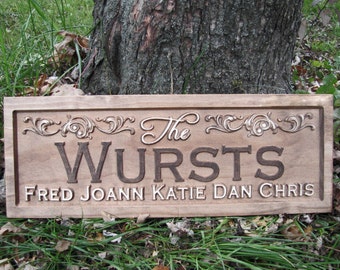 The
WURSTS
FRED JOANN KATIE DAN CHRIS